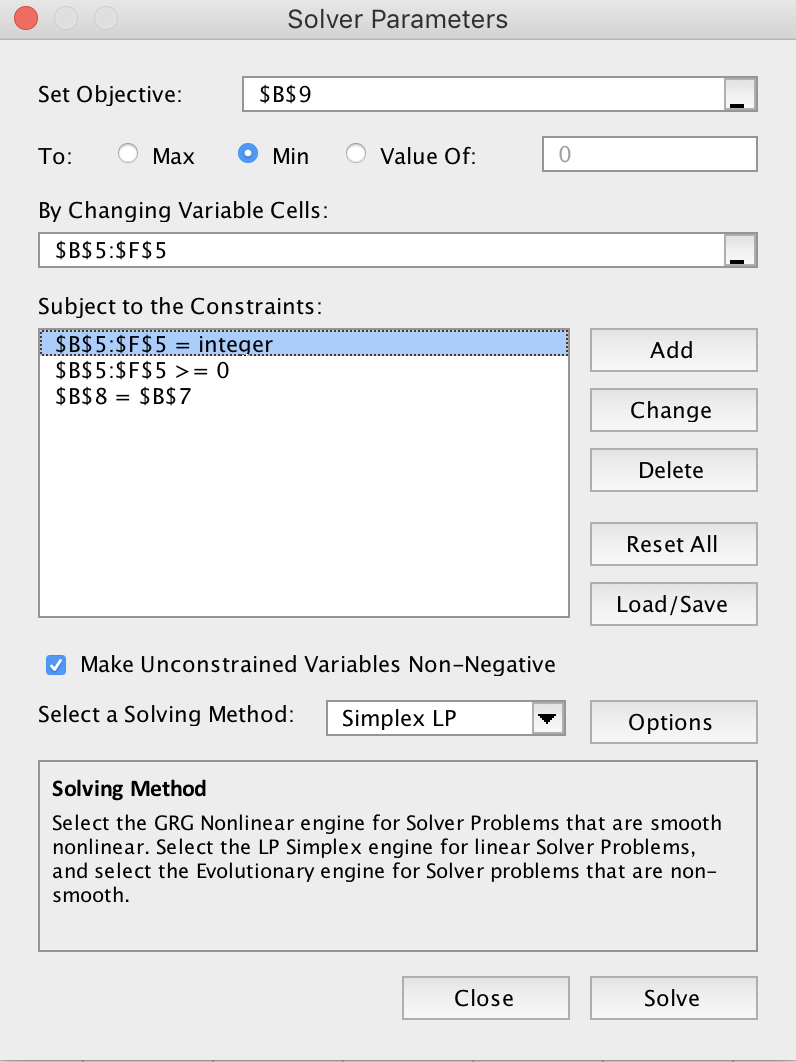 Solver Parameters
Set Objective: $B$9
To: Max Min Value Of: 0
By Changing Variable Cells:
$B$5:$F$5
Subject to the Constraints:
$B$5:$F$5 = integer
$B$5:$F$5 >= 0
$B$8 = $B$7
Add
Change
Delete
Reset All
Load/Save
Make Unconstrained Variables Non-Negative
Select a Solving Method: Simplex LP Options
Solving Method
Select the GRG Nonlinear engine for Solver Problems that are smooth
nonlinear. Select the LP Simplex engine for linear Solver Problems,
and select the Evolutionary engine for Solver problems that are non-
smooth.
Close Solve